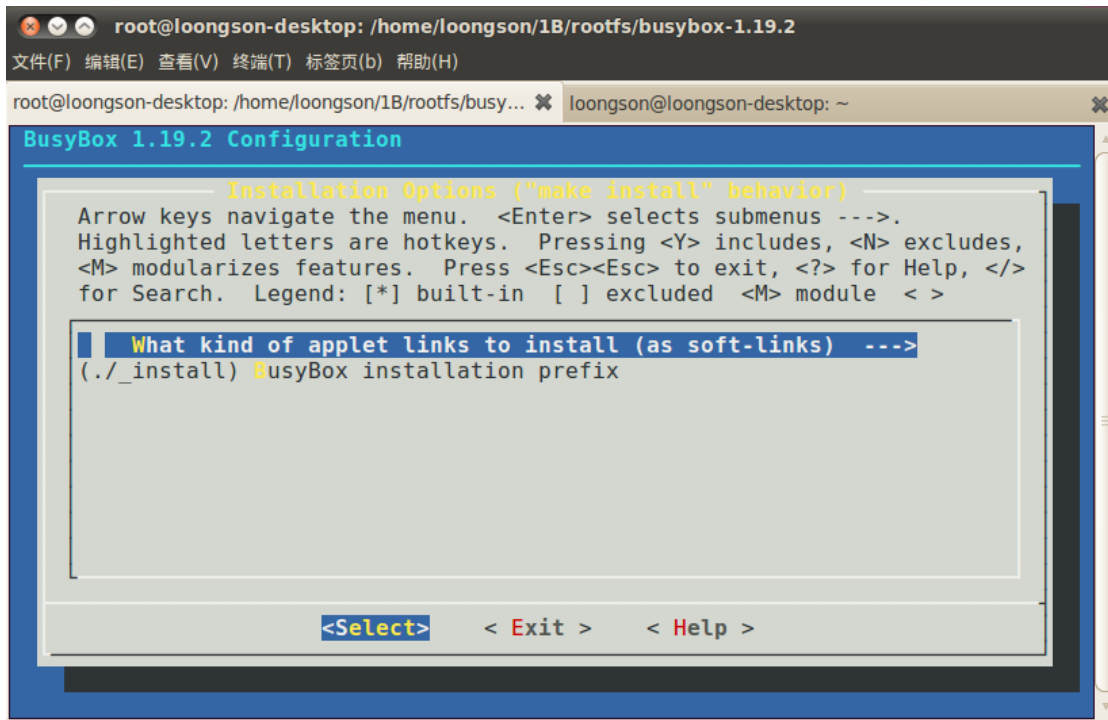 root@loongson-desktop: /home/loongson/1B/rootfs/busybox-1.19.2
文件(F) 编辑(E) 查看(V) 终端(T) 标签页(b) 帮助(H)
root@loongson-desktop: /home/loongson/1B/rootfs/busy... loongson@loongson-desktop: ~
BusyBox 1.19.2 Configuration
Installation Options ("make install" behavior)
Arrow keys navigate the menu. <Enter> selects submenus --->.
Highlighted letters are hotkeys. Pressing <Y> includes, <N> excludes,
<M> modularizes features. Press <Esc><Esc> to exit, <?> for Help, </>
for Search. Legend: [*] built-in [ ] excluded <M> module < >
What kind of applet links to install (as soft-links) --->
(./_install) BusyBox installation prefix
<Select> < Exit > < Help >